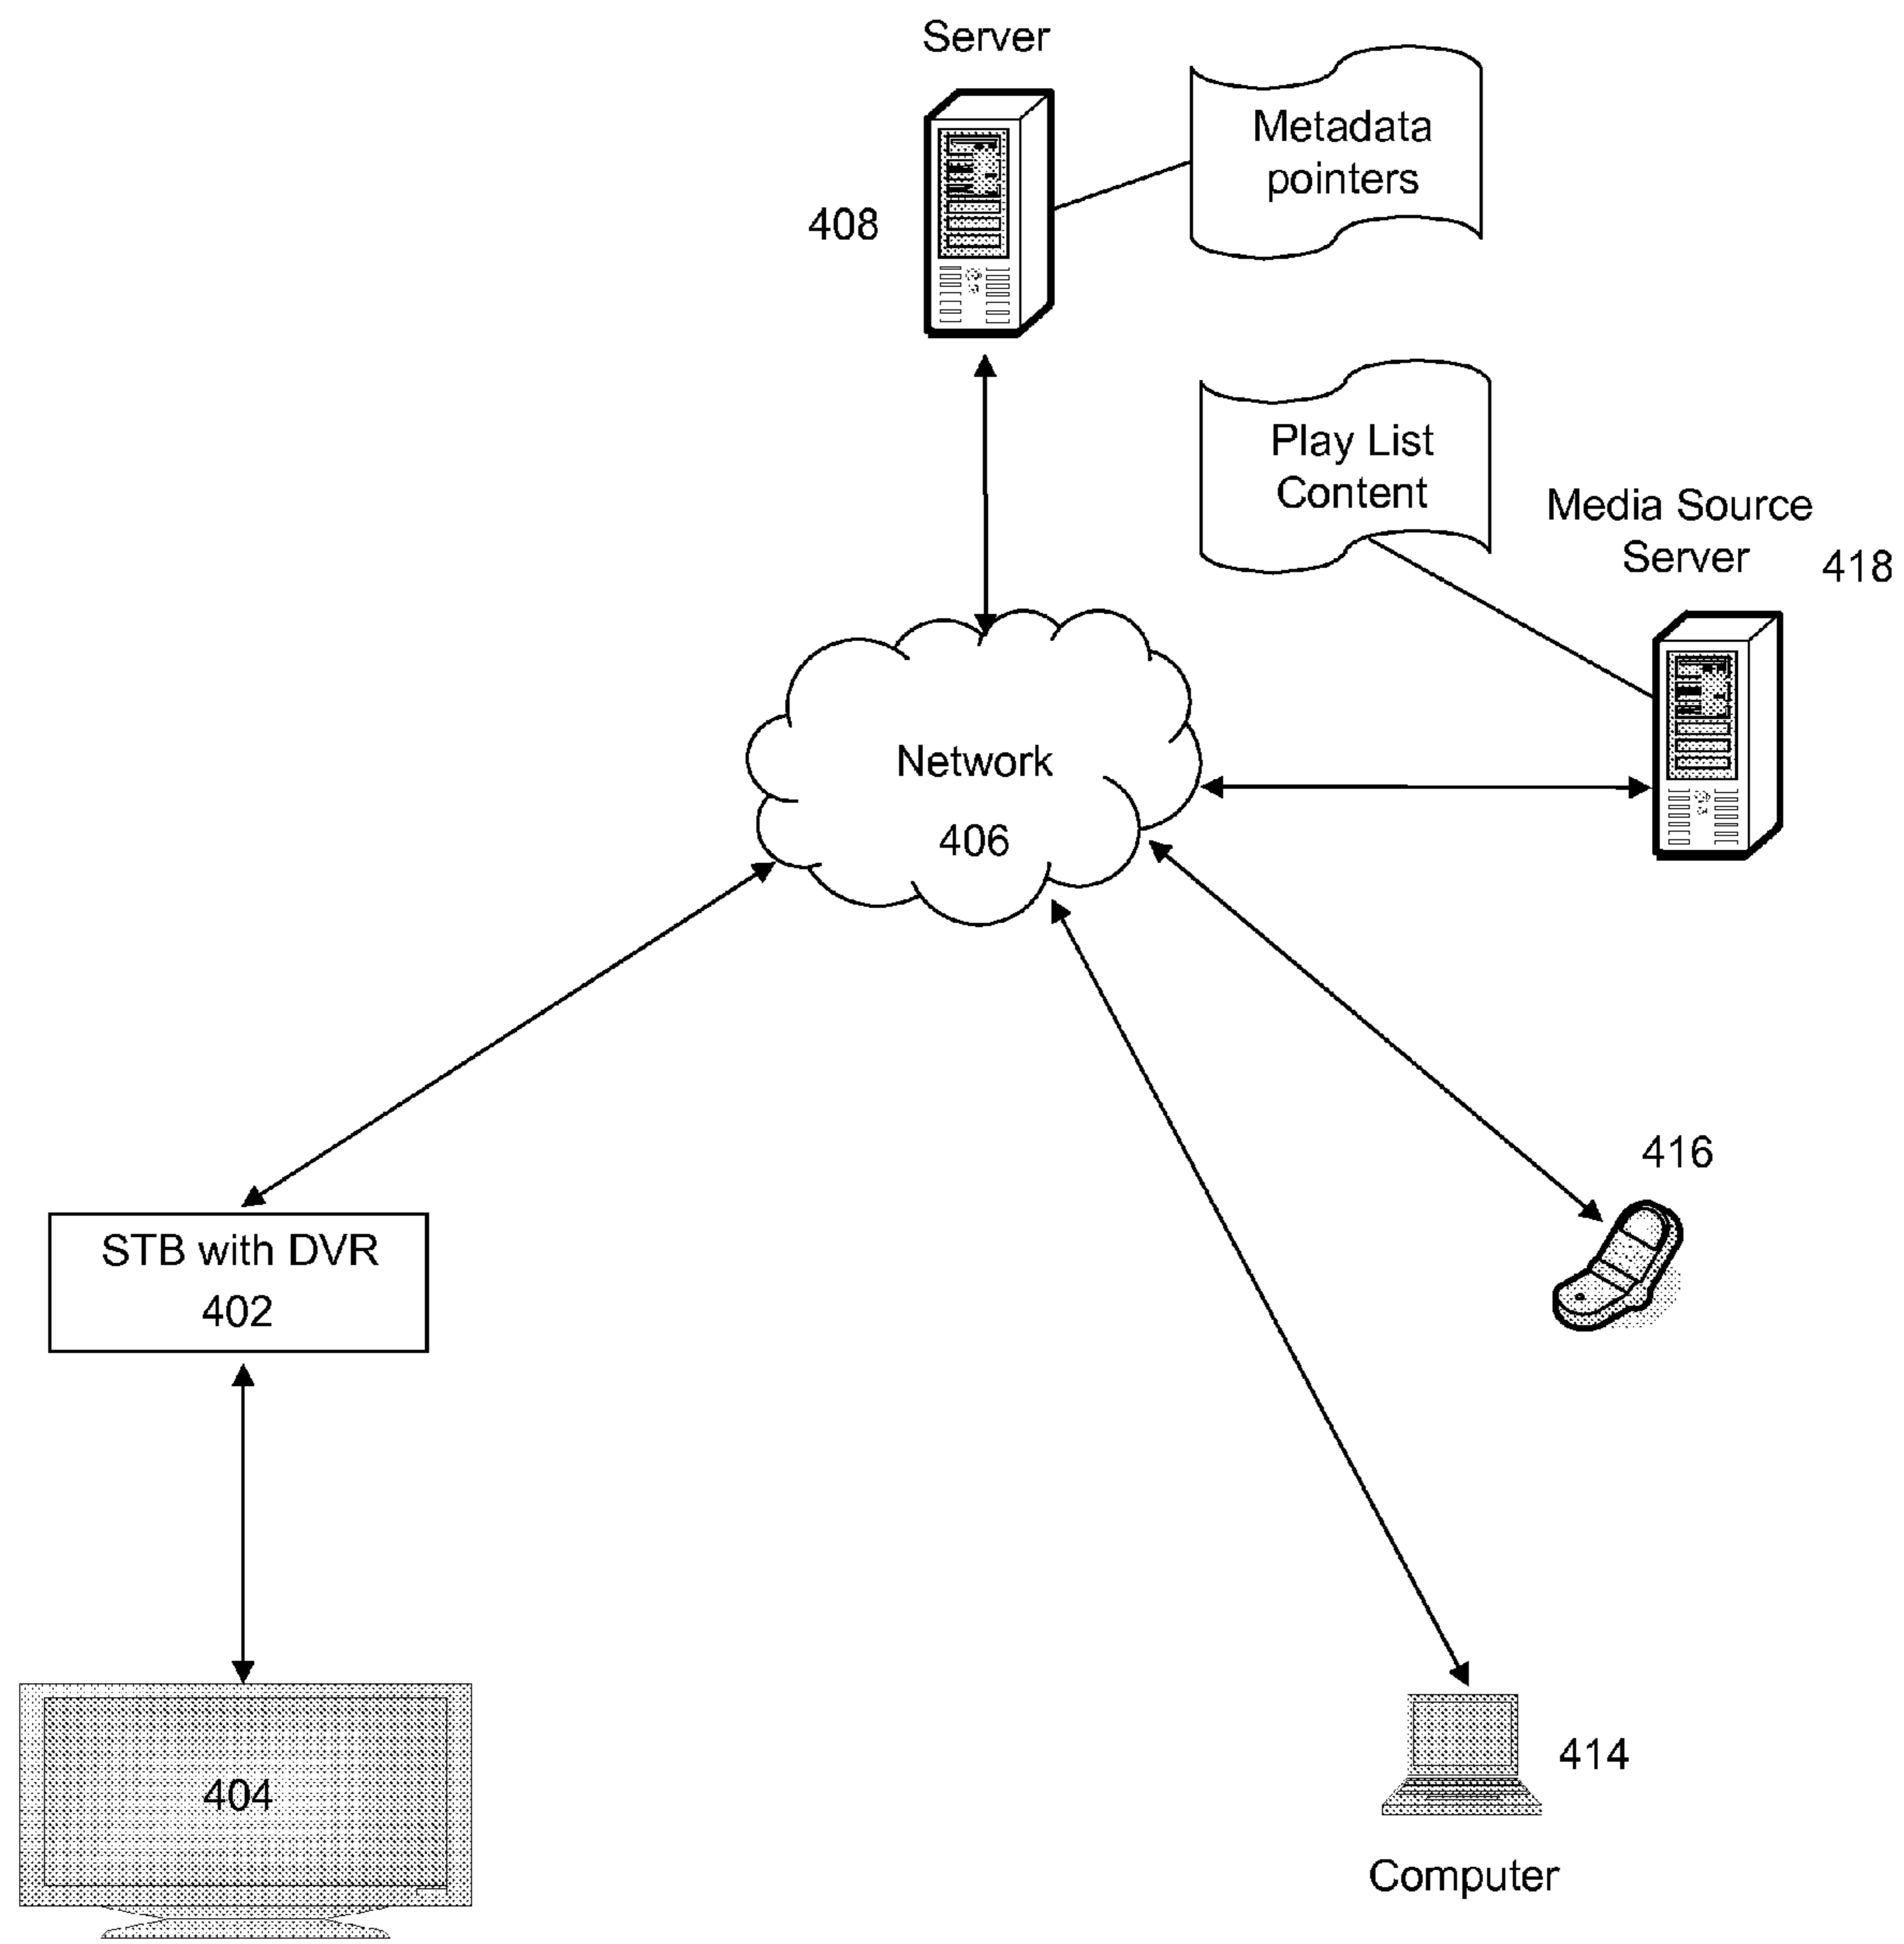 Server
Metadata
pointers
408
Play List
Content
Media Source
Server
418
Network
406
416
STB with DVR
402
404
414
Computer